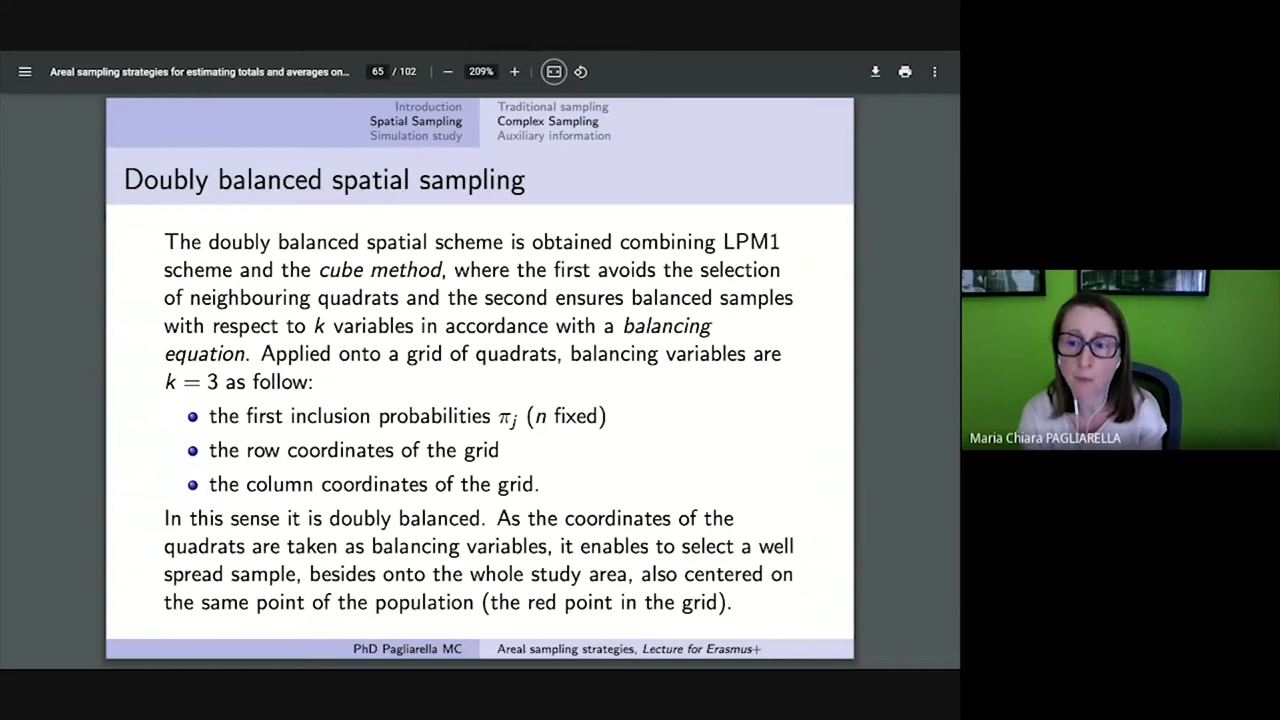 Areal sampling strategies for estimating totals and averages on...
65 / 102
209%
Introduction
Spatial Sampling
Simulation study
Traditional sampling
Complex Sampling
Auxiliary information
Doubly balanced spatial sampling
The doubly balanced spatial scheme is obtained combining LPM1
scheme and the cube method, where the first avoids the selection
of neighbouring quadrats and the second ensures balanced samples
with respect to k variables in accordance with a balancing
equation. Applied onto a grid of quadrats, balancing variables are
k = 3 as follow:
the first inclusion probabilities πj (n fixed)
the row coordinates of the grid
the column coordinates of the grid.
In this sense it is doubly balanced. As the coordinates of the
quadrats are taken as balancing variables, it enables to select a well
spread sample, besides onto the whole study area, also centered on
the same point of the population (the red point in the grid).
PhD Pagliarella MC
Areal sampling strategies, Lecture for Erasmus+
Maria Chiara PAGLIARELLA